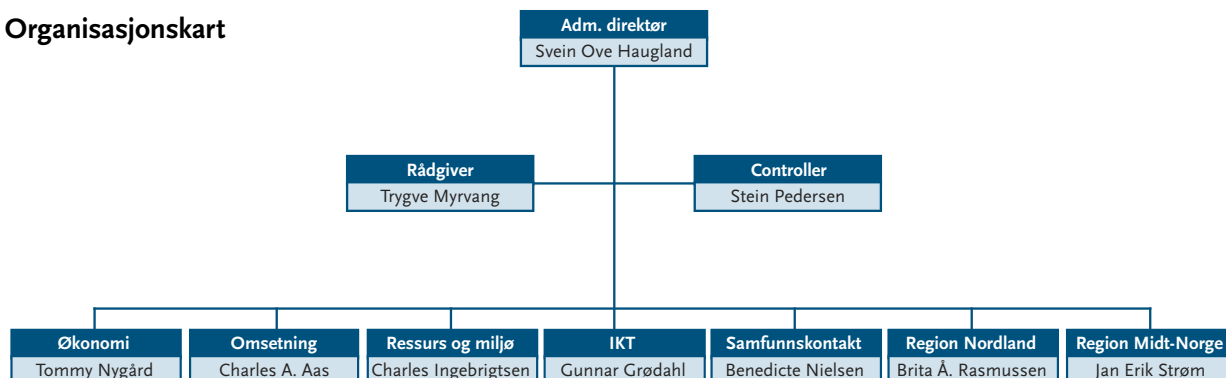 Organisasjonskart
Adm. direktør
Svein Ove Haugland
Rådgiver
Trygve Myrvang
Controller
Stein Pedersen
Økonomi
Tommy Nygård
Omsetning
Charles A. Aas
Ressurs og miljø
Charles Ingebrigtsen
IKT
Gunnar Grødahl
Samfunnskontakt
Benedicte Nielsen
Region Nordland
Brita Å. Rasmussen
Region Midt-Norge
Jan Erik Strøm